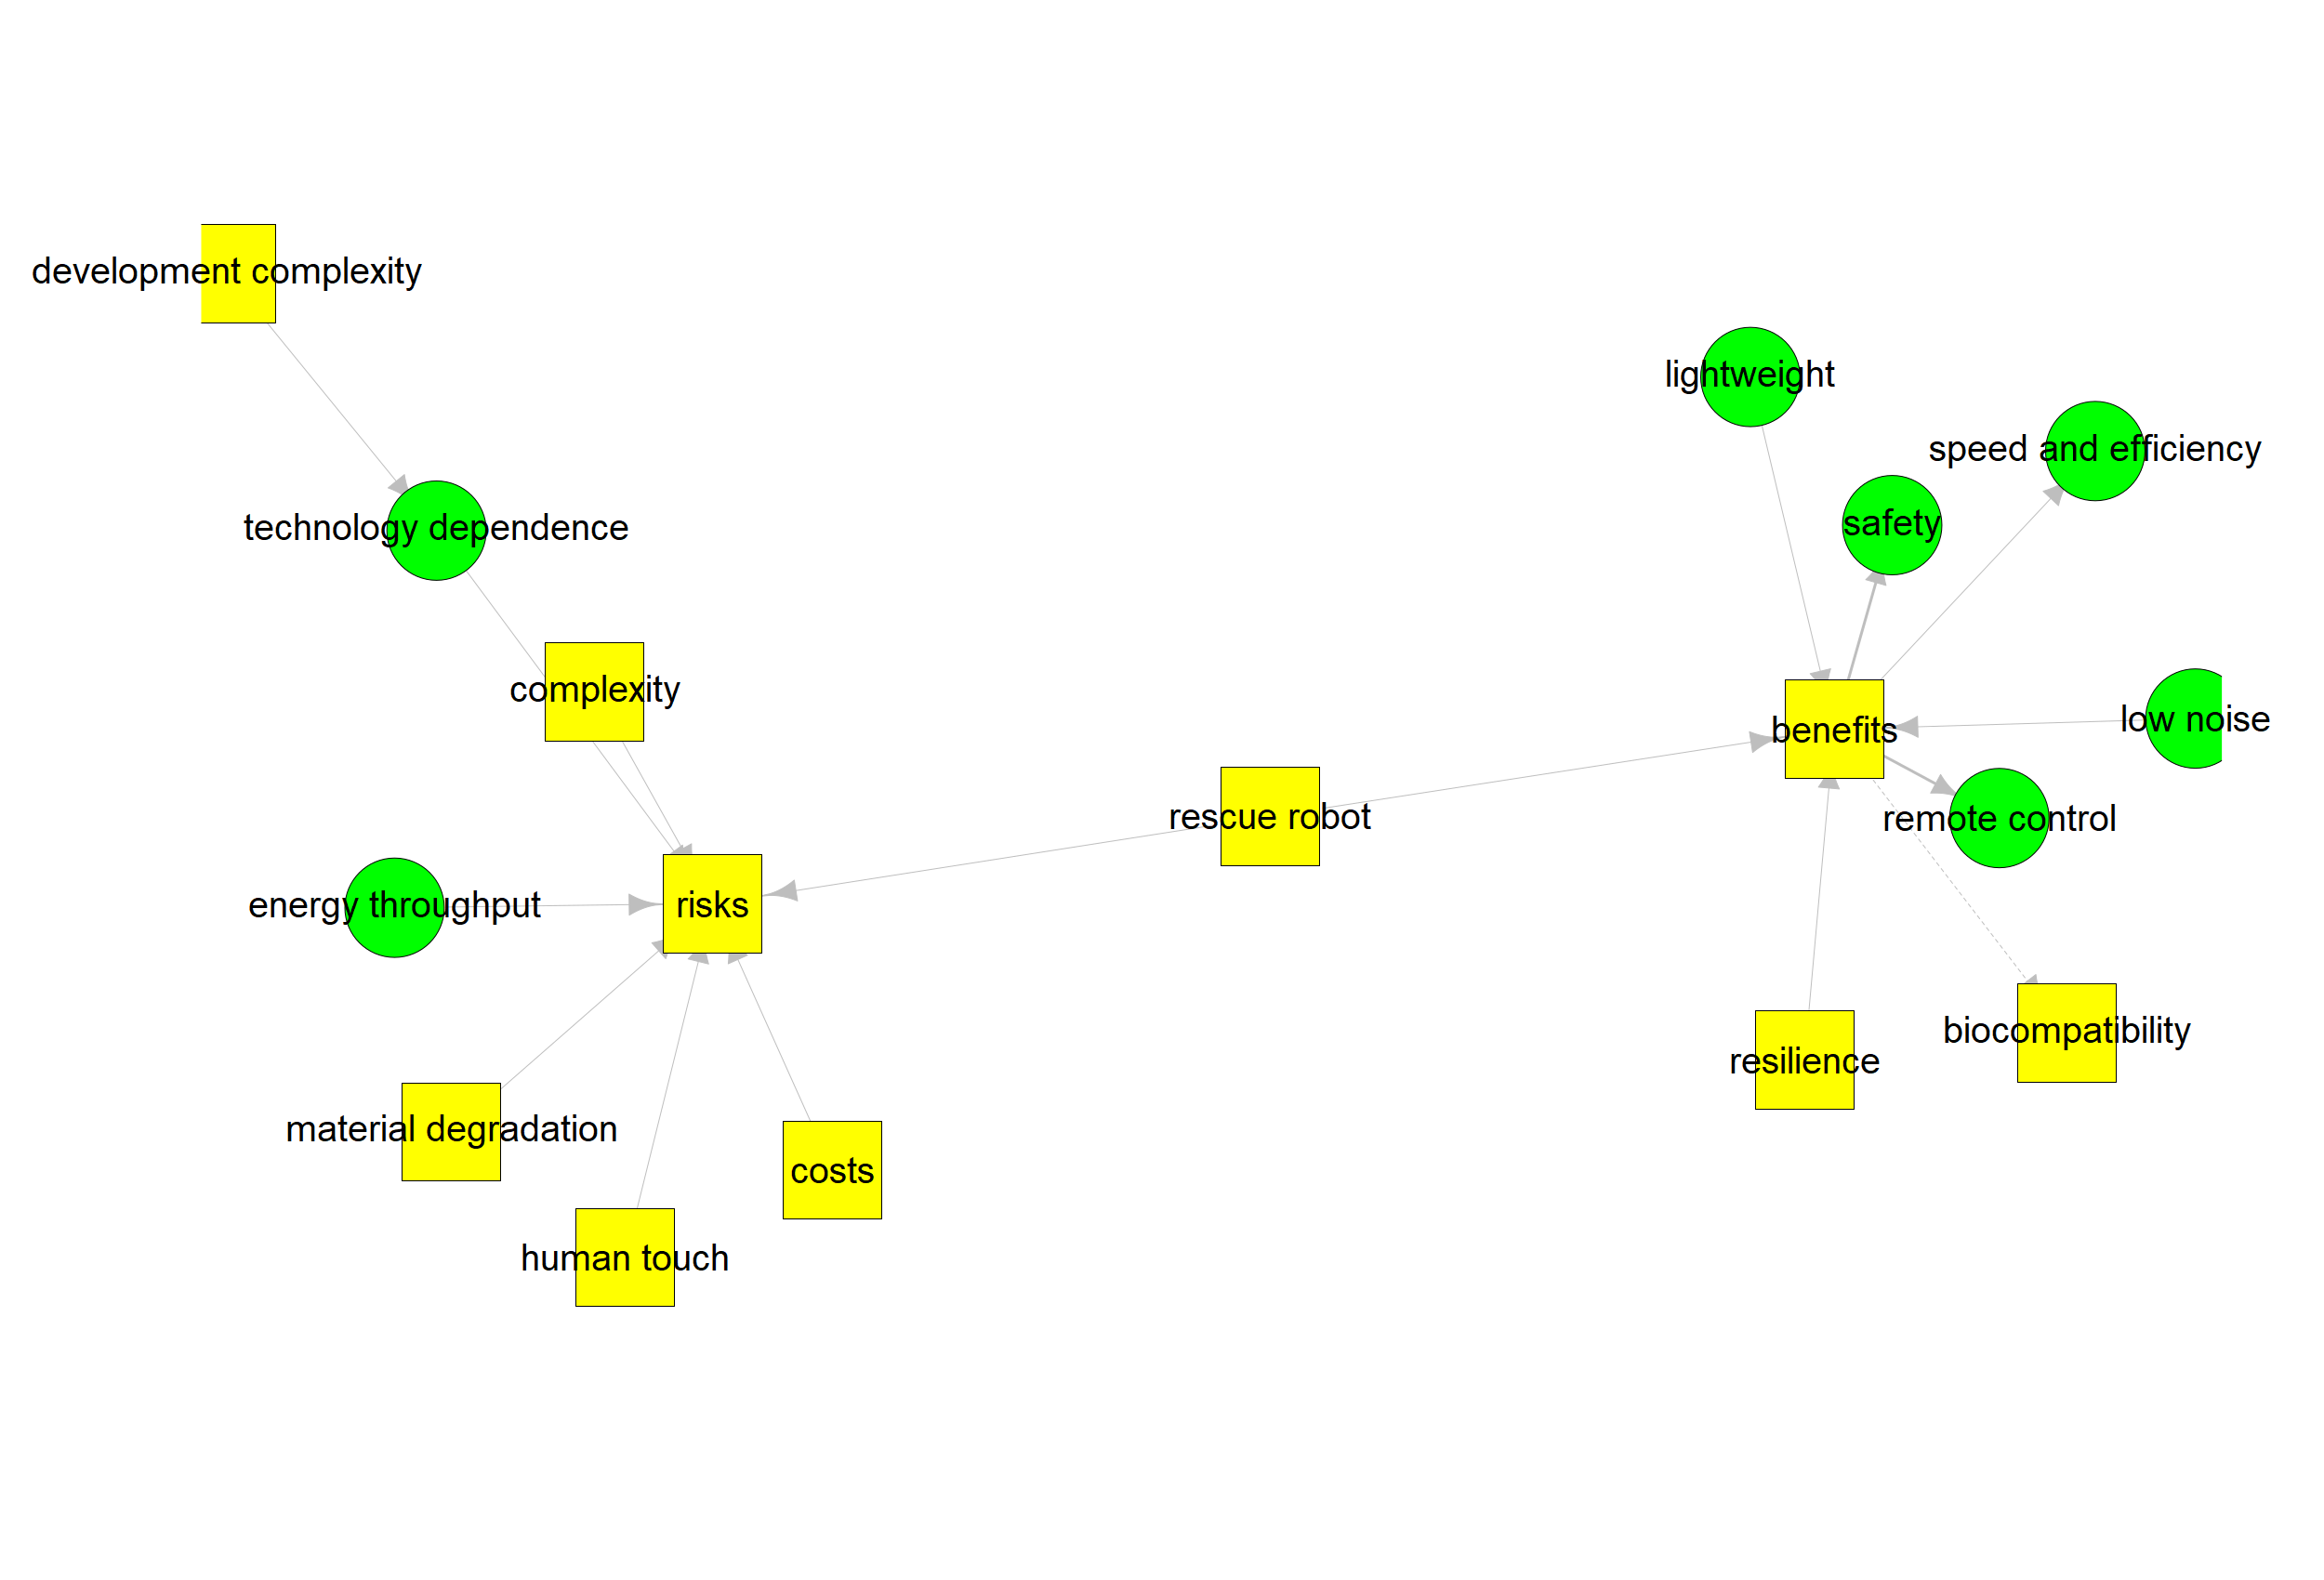 development complexity
lightweight
speed and efficiency
safety
technology dependence
complexity
low noise
benefits
rescue robot
remote control
energy throughput
risks
biocompatibility
resilience
material degradation
costs
human touch